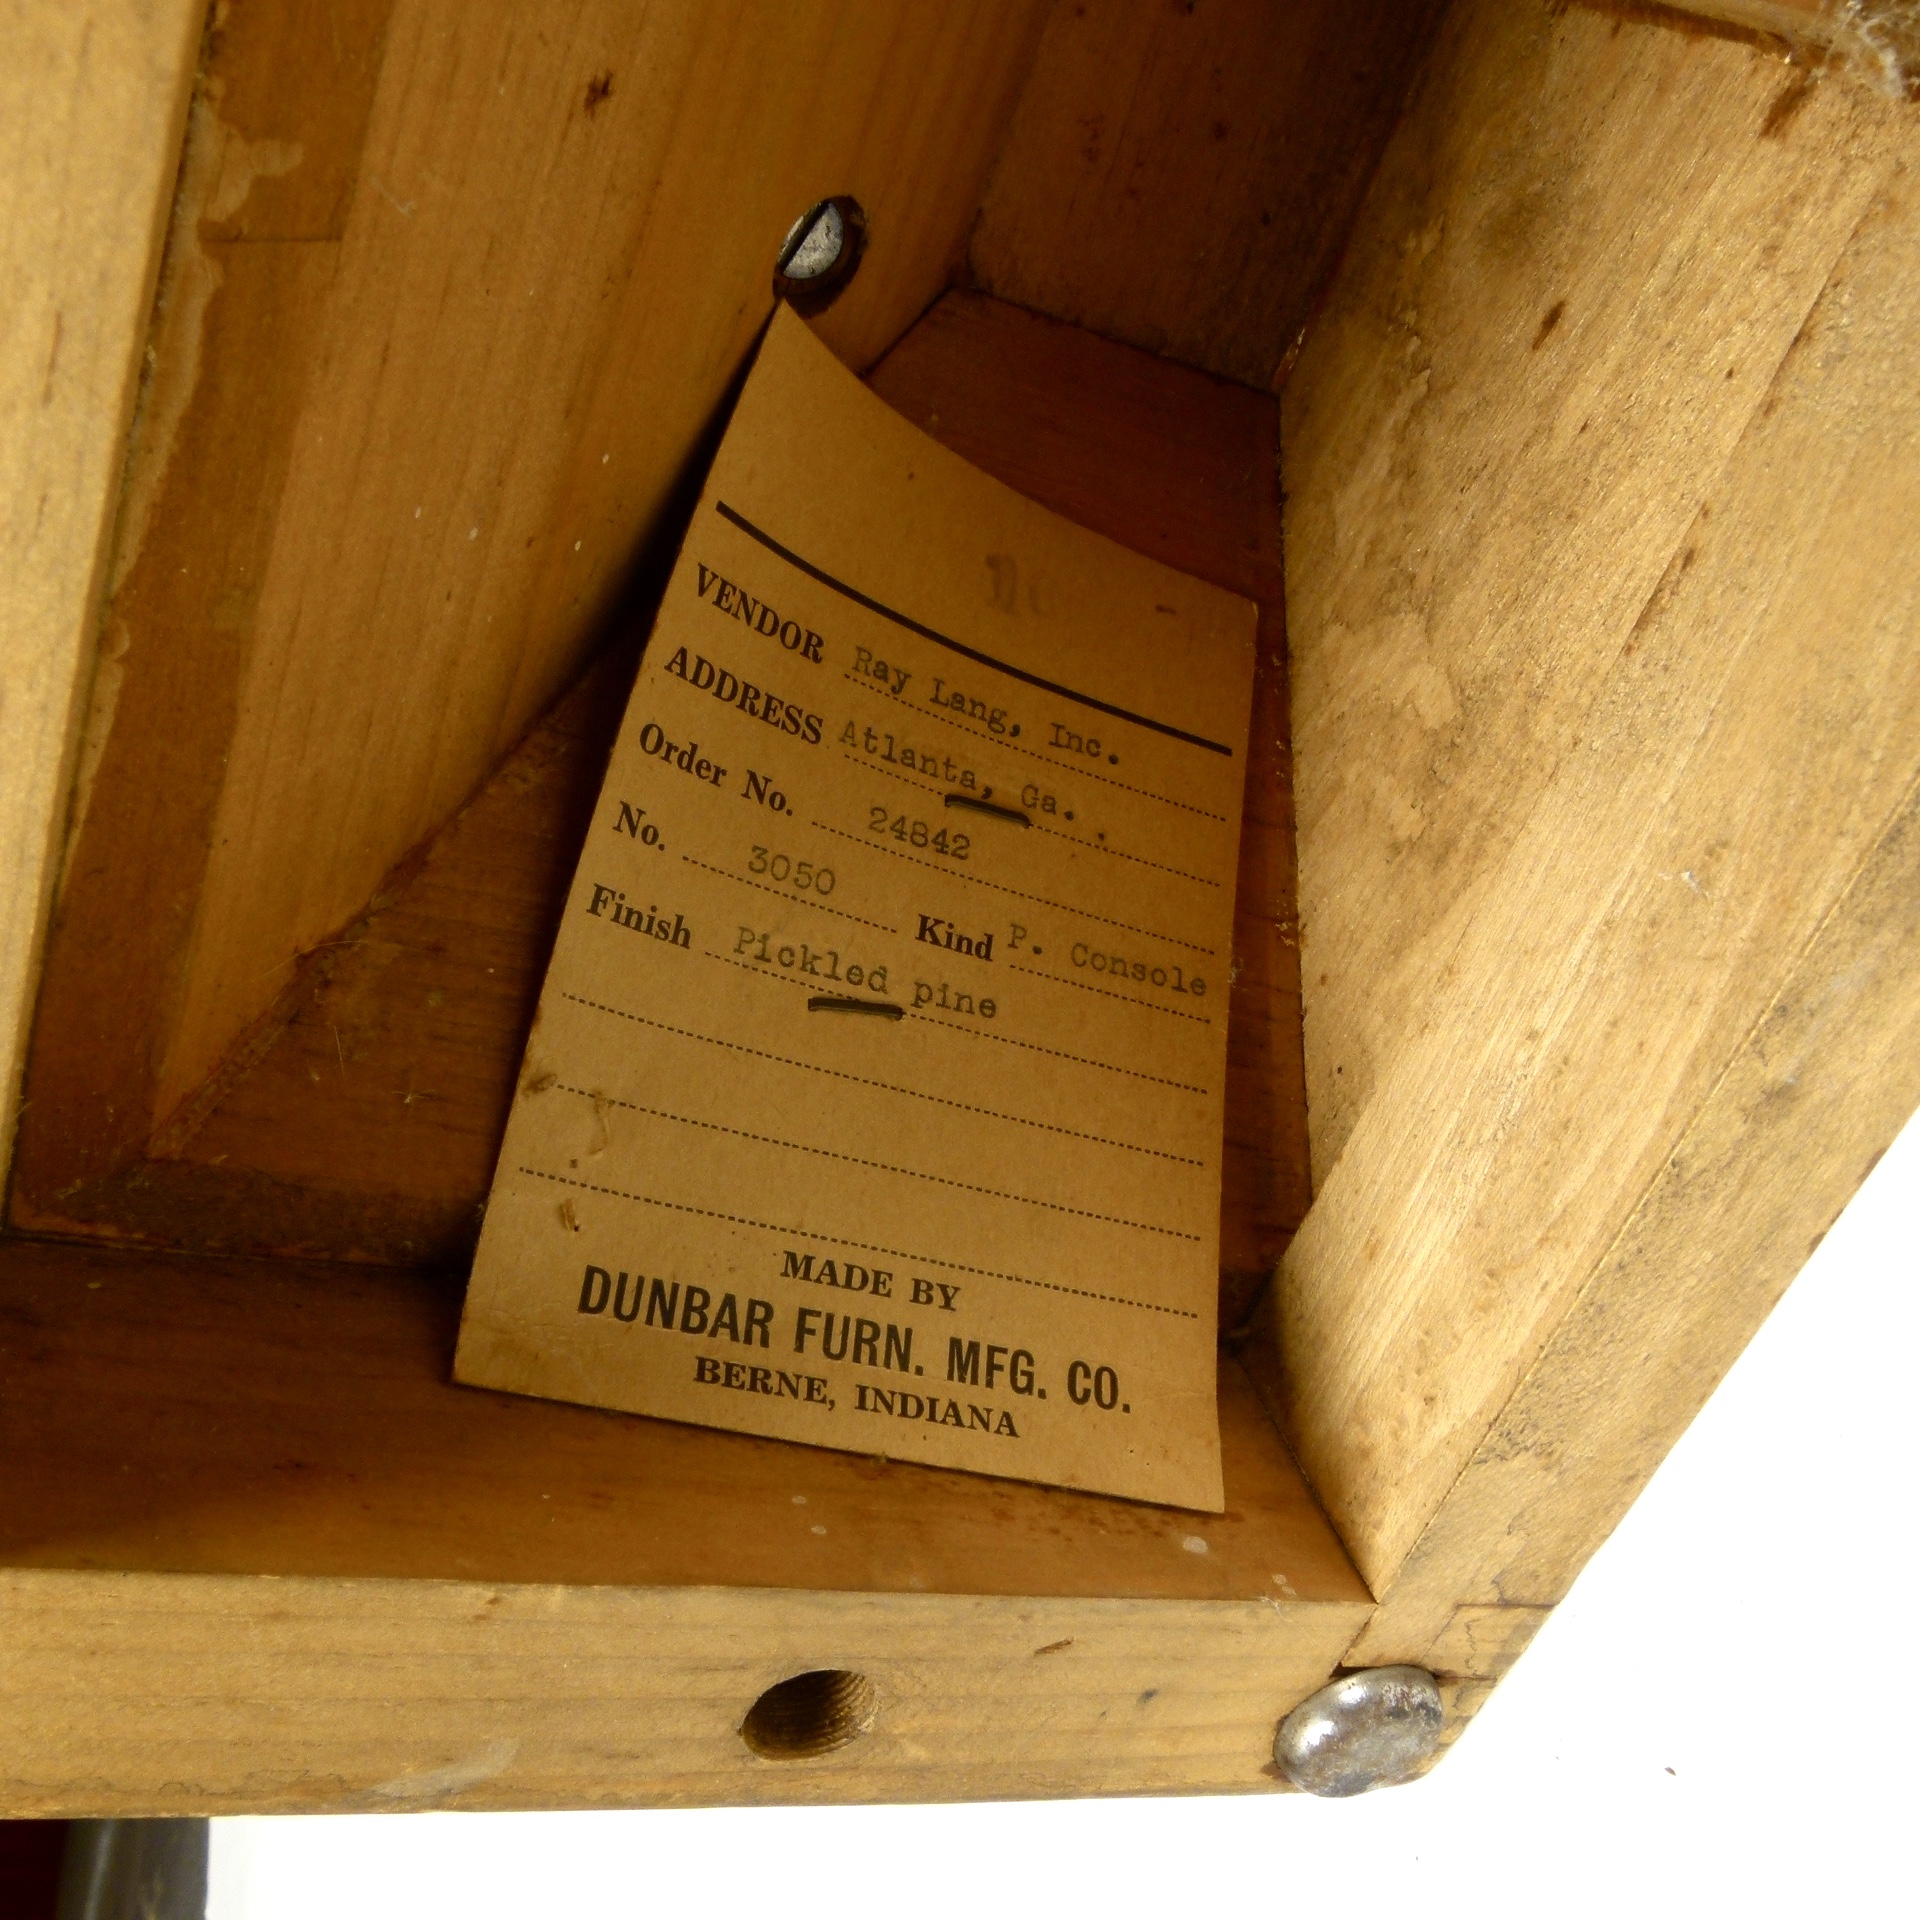 VENDOR Ray Lang, Inc.
ADDRESS Atlanta, Ga. .
Order No. 24842
No. 3050 Kind P. Console
Finish Pickled pine
MADE BY
DUNBAR FURN. MFG. CO.
BERNE, INDIANA